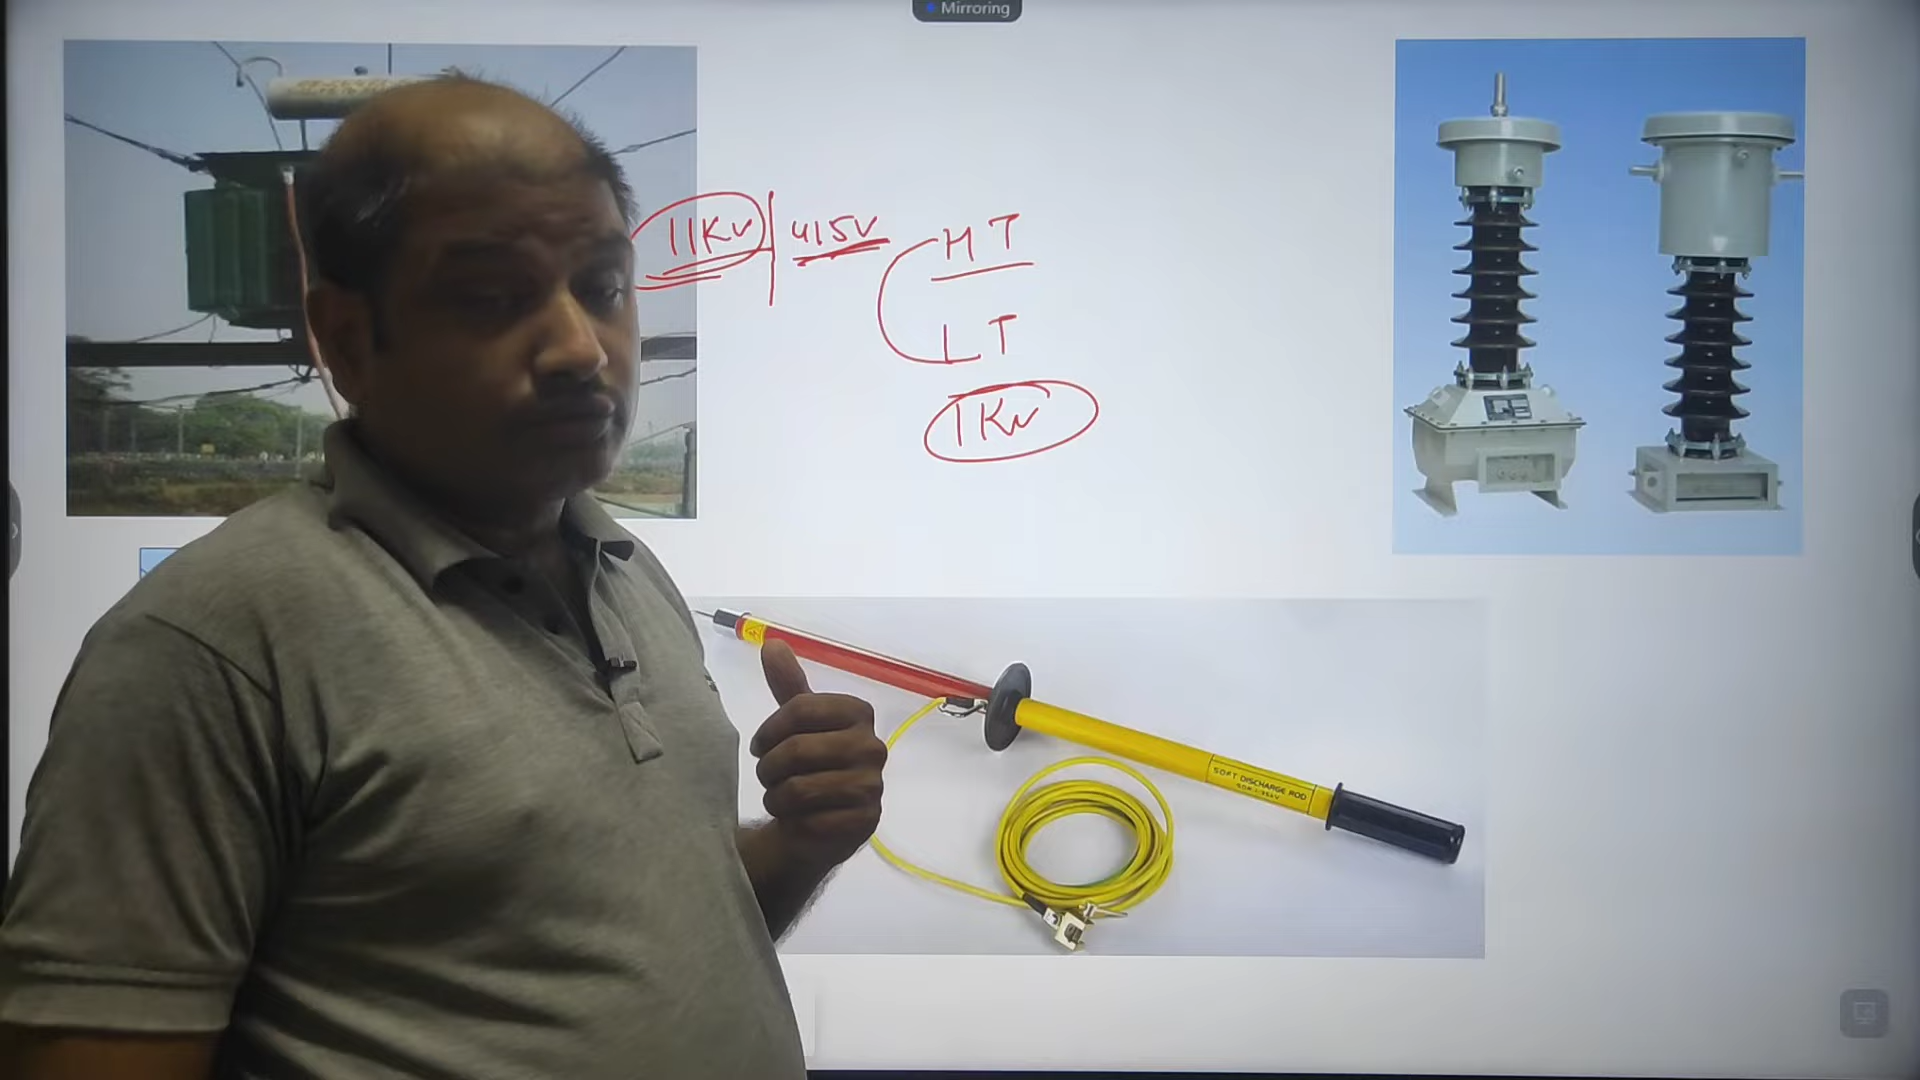 Mirroring
11Kv | 415V
HT
LT
1Kv
SOFT DISCHARGE ROD